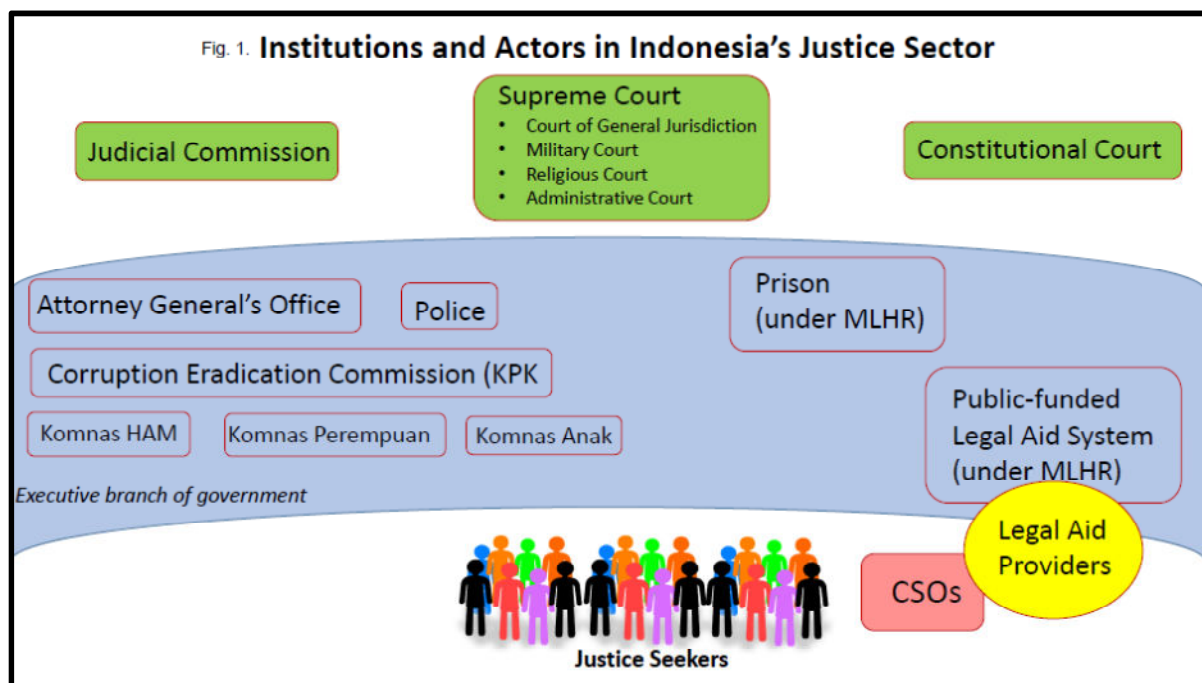 Fig. 1. Institutions and Actors in Indonesia's Justice Sector
Supreme Court
• Court of General Jurisdiction
• Military Court
• Religious Court
• Administrative Court
Judicial Commission
Constitutional Court
Attorney General's Office
Police
Prison
(under MLHR)
Corruption Eradication Commission (KPK
Komnas HAM
Komnas Perempuan
Komnas Anak
Public-funded
Legal Aid System
(under MLHR)
Executive branch of government
Legal Aid
Providers
CSOs
Justice Seekers